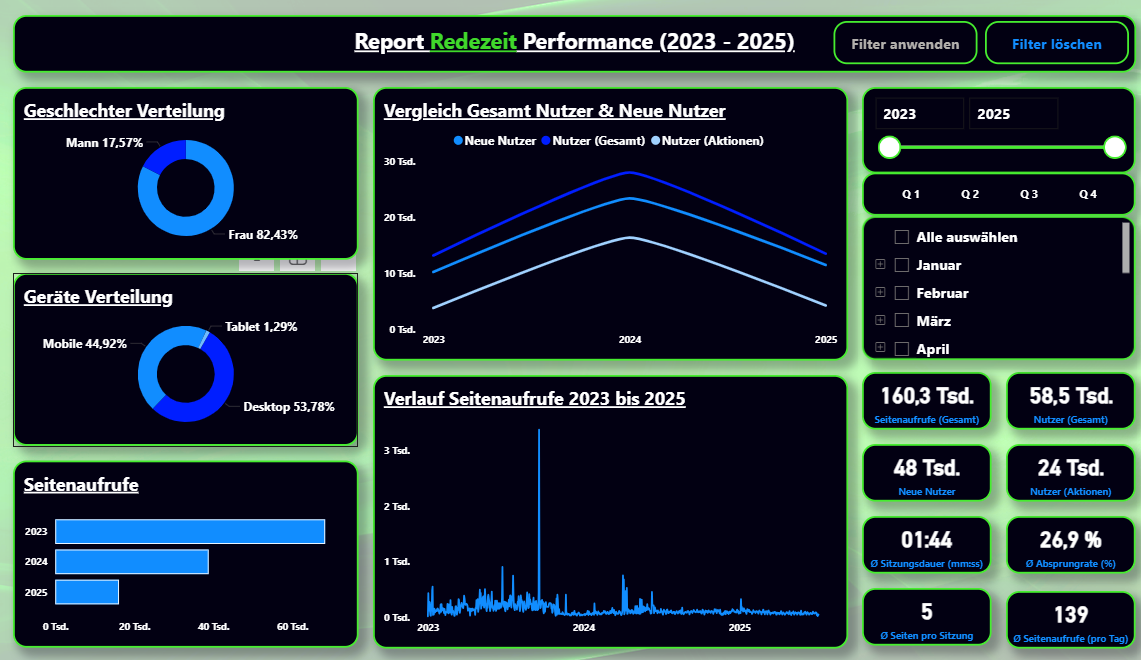 Report Redezeit Performance (2023 - 2025)
Filter anwenden
Filter löschen
Geschlechter Verteilung
Mann 17,57%
Frau 82,43%
Geräte Verteilung
Tablet 1,29%
Mobile 44,92%
Desktop 53,78%
Seitenaufrufe
2023
2024
2025
0 Tsd. 20 Tsd. 40 Tsd. 60 Tsd.
Vergleich Gesamt Nutzer & Neue Nutzer
Neue Nutzer Nutzer (Gesamt) Nutzer (Aktionen)
30 Tsd.
20 Tsd.
10 Tsd.
0 Tsd.
2023 2024 2025
Verlauf Seitenaufrufe 2023 bis 2025
3 Tsd.
2 Tsd.
1 Tsd.
0 Tsd.
2023 2024 2025
2023 2025
Q 1 Q 2 Q 3 Q 4
Alle auswählen
Januar
Februar
März
April
160,3 Tsd.
Seitenaufrufe (Gesamt)
58,5 Tsd.
Nutzer (Gesamt)
48 Tsd.
Neue Nutzer
24 Tsd.
Nutzer (Aktionen)
01:44
Ø Sitzungsdauer (mm:ss)
26,9 %
Ø Absprungrate (%)
5
Ø Seiten pro Sitzung
139
Ø Seitenaufrufe (pro Tag)